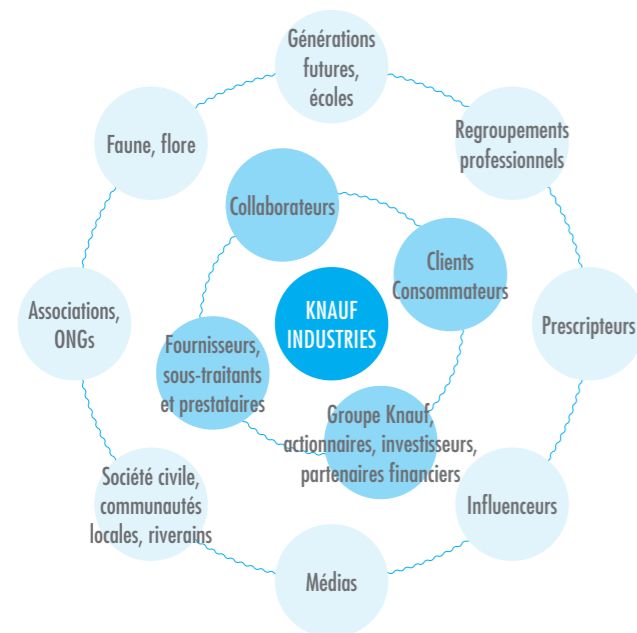 Générations
futures,
écoles
Faune, flore
Regroupements
professionnels
Collaborateurs
Clients
Consommateurs
Associations,
ONGs
KNAUF
INDUSTRIES
Prescripteurs
Fournisseurs,
sous-traitants
et prestataires
Groupe Knauf,
actionnaires, investisseurs,
partenaires financiers
Société civile,
communautés
locales, riverains
Influenceurs
Médias